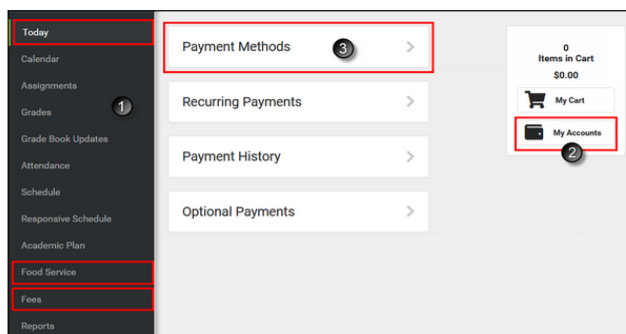 Today
Calendar
Assignments
Grades
1
Grade Book Updates
Attendance
Schedule
Responsive Schedule
Academic Plan
Food Service
Fees
Reports
Payment Methods
3
Recurring Payments
Payment History
Optional Payments
0
Items in Cart
$0.00
My Cart
My Accounts
2